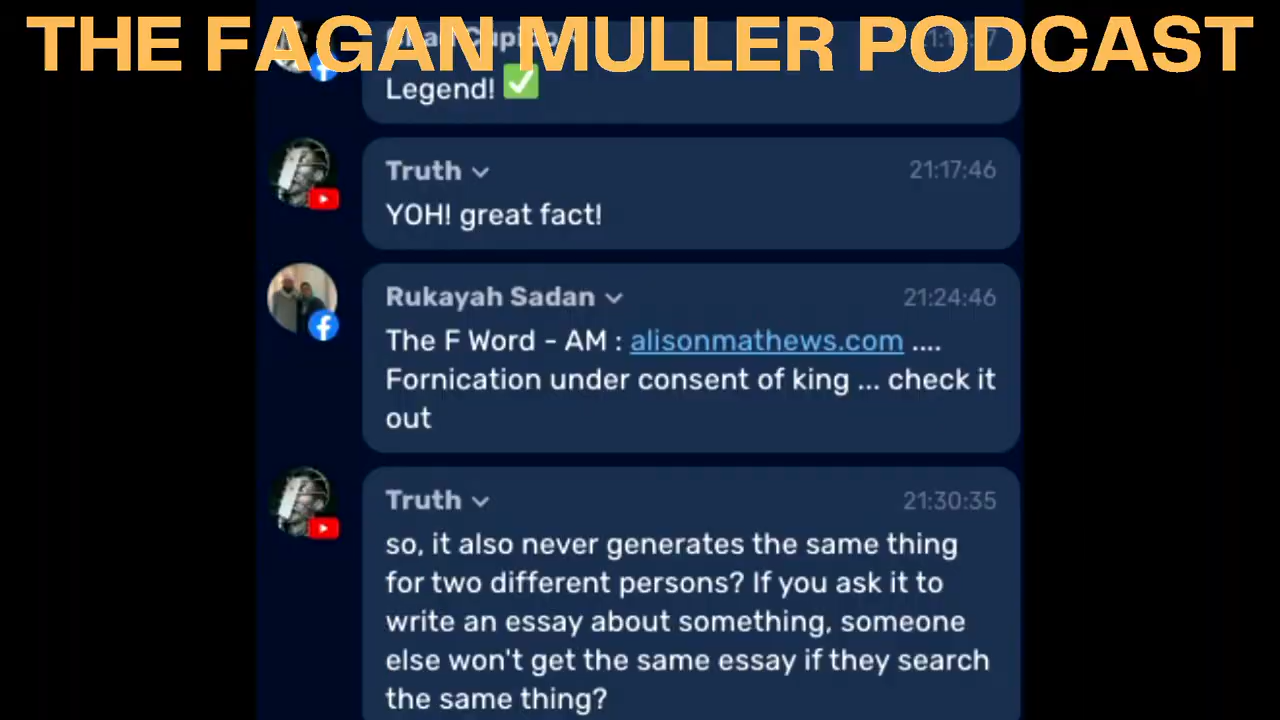 THE FAGAN MULLER PODCAST
Legend! ✅
Truth 21:17:46
YOH! great fact!
Rukayah Sadan 21:24:46
The F Word - AM : alisonmathews.com ....
Fornication under consent of king ... check it
out
Truth 21:30:35
so, it also never generates the same thing
for two different persons? If you ask it to
write an essay about something, someone
else won't get the same essay if they search
the same thing?